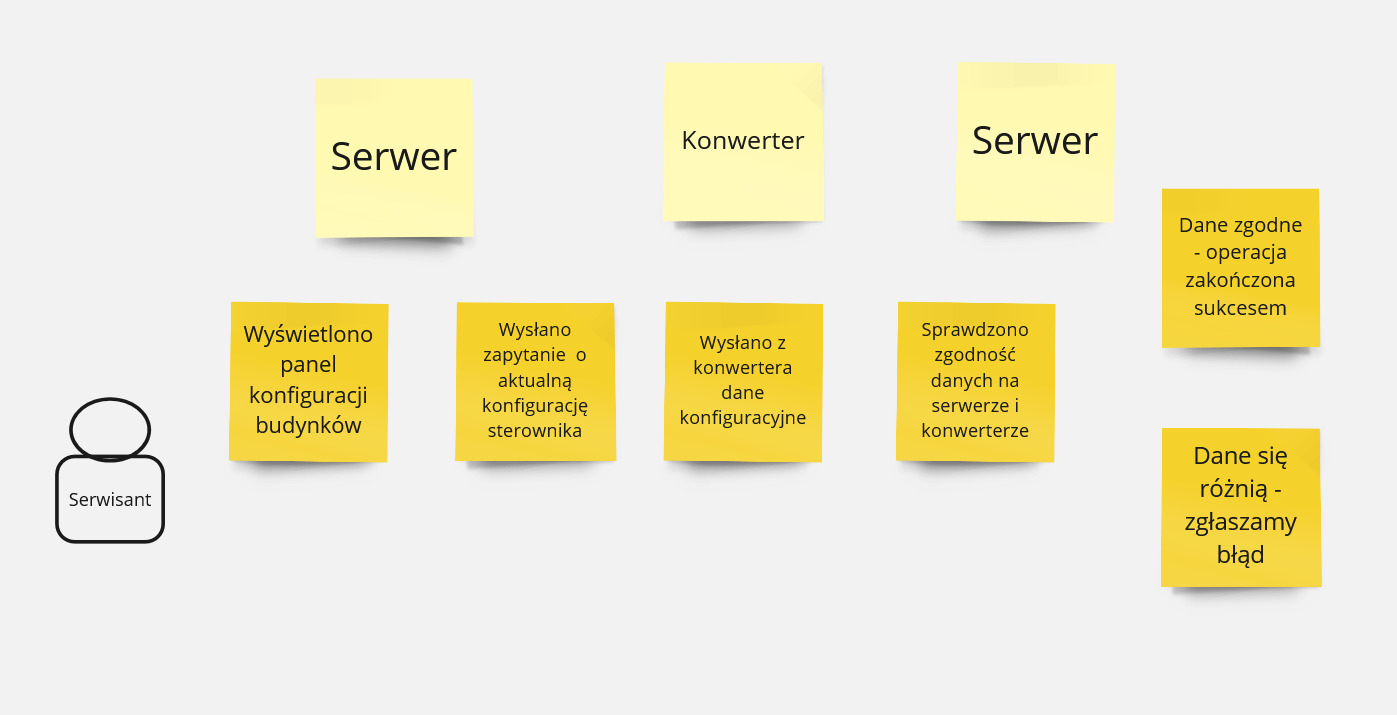 Serwer
Konwerter
Serwer
Dane zgodne
- operacja
zakończona
sukcesem
Wyświetlono
panel
konfiguracji
budynków
Wysłano
zapytanie  o
aktualną
konfigurację
sterownika
Wysłano z
konwertera
dane
konfiguracyjne
Sprawdzono
zgodność
danych na
serwerze i
konwerterze
Serwisant
Dane się
różnią -
zgłaszamy
błąd